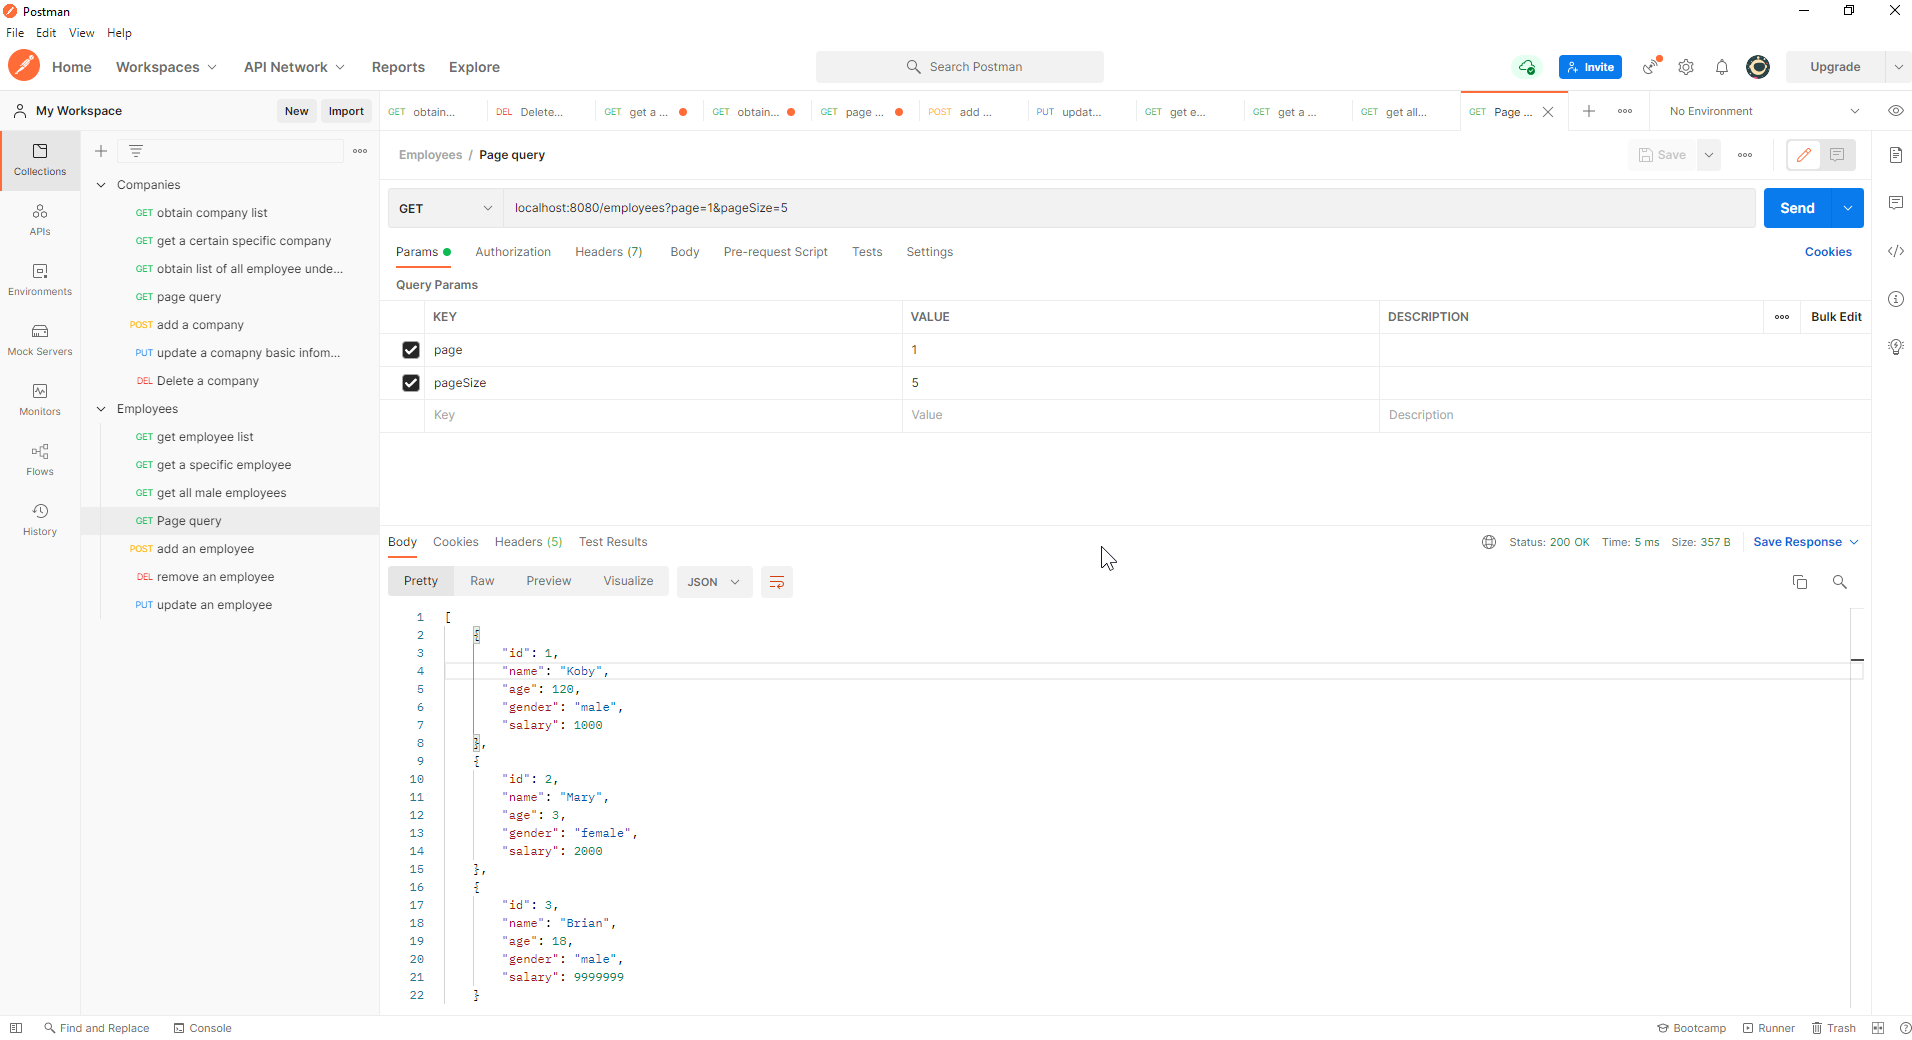 Postman
File Edit View Help
Home Workspaces API Network Reports Explore Search Postman Invite Upgrade
My Workspace New Import
GET obtain... DEL Delete... GET get a ... GET obtain... GET page ... POST add ... PUT updat... GET get e... GET get a ... GET get all... GET Page ... No Environment
Collections
APIs
Environments
Mock Servers
Monitors
Flows
History
Companies
GET obtain company list
GET get a certain specific company
GET obtain list of all employee unde...
GET page query
POST add a company
PUT update a comapny basic infom...
DEL Delete a company
Employees
GET get employee list
GET get a specific employee
GET get all male employees
GET Page query
POST add an employee
DEL remove an employee
PUT update an employee
Employees / Page query Save
GET localhost:8080/employees?page=1&pageSize=5 Send
Params Authorization Headers (7) Body Pre-request Script Tests Settings Cookies
Query Params
KEY VALUE DESCRIPTION Bulk Edit
page 1
pageSize 5
Key Value Description
Body Cookies Headers (5) Test Results Status: 200 OK Time: 5 ms Size: 357 B Save Response
Pretty Raw Preview Visualize JSON
1 [
2 {
3 "id": 1,
4 "name": "Koby",
5 "age": 120,
6 "gender": "male",
7 "salary": 1000
8 },
9 {
10 "id": 2,
11 "name": "Mary",
12 "age": 3,
13 "gender": "female",
14 "salary": 2000
15 },
16 {
17 "id": 3,
18 "name": "Brian",
19 "age": 18,
20 "gender": "male",
21 "salary": 9999999
22 }
Find and Replace Console Bootcamp Runner Trash